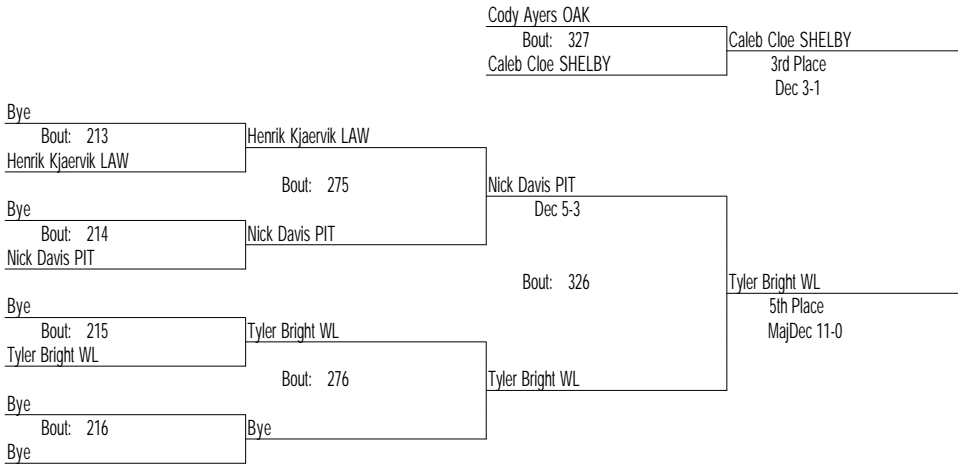 Cody Ayers OAK
Bout: 327
Caleb Cloe SHELBY
Caleb Cloe SHELBY
3rd Place
Dec 3-1
Bye
Bout: 213
Henrik Kjaervik LAW
Henrik Kjaervik LAW
Bout: 275
Nick Davis PIT
Dec 5-3
Bye
Bout: 214
Nick Davis PIT
Nick Davis PIT
Bout: 326
Tyler Bright WL
5th Place
MajDec 11-0
Bye
Bout: 215
Tyler Bright WL
Tyler Bright WL
Bout: 276
Tyler Bright WL
Bye
Bout: 216
Bye
Bye